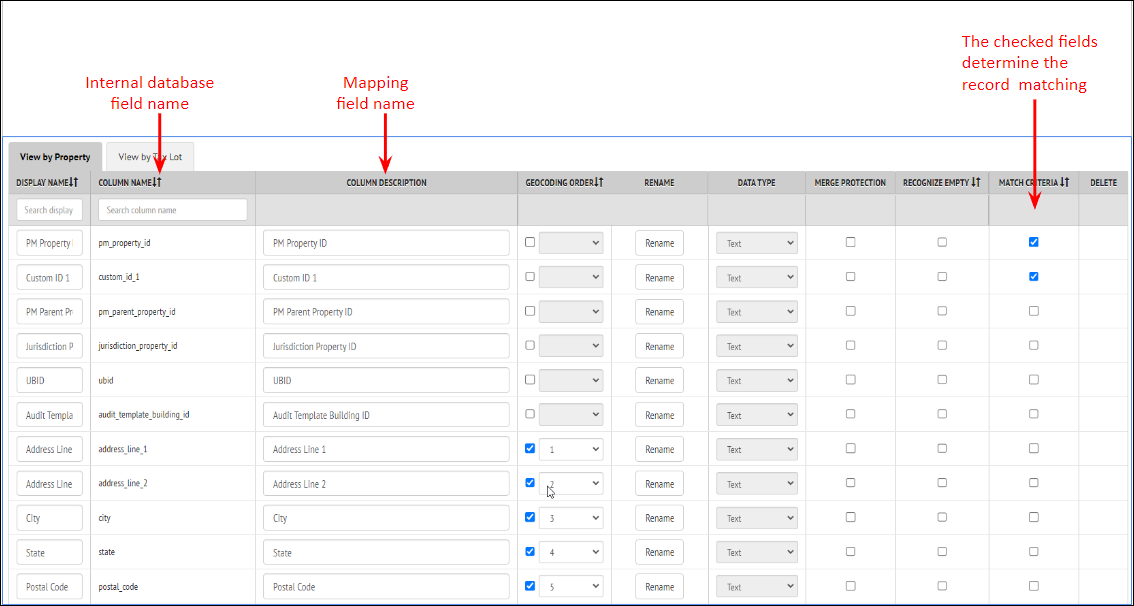 The checked fields
determine the
record matching
Internal database
field name
Mapping
field name
View by Property View by Tax Lot
DISPLAY NAME COLUMN NAME COLUMN DESCRIPTION GEOCODING ORDER RENAME DATA TYPE MERGE PROTECTION RECOGNIZE EMPTY MATCH CRITERIA DELETE
Search display Search column name
PM Property pm_property_id PM Property ID Rename Text
Custom ID 1 custom_id_1 Custom ID 1 Rename Text
PM Parent Pr pm_parent_property_id PM Parent Property ID Rename Text
Jurisdiction P jurisdiction_property_id Jurisdiction Property ID Rename Text
UBID ubid UBID Rename Text
Audit Templa audit_template_building_id Audit Template Building ID Rename Text
Address Line address_line_1 Address Line 1 1 Rename Text
Address Line address_line_2 Address Line 2 2 Rename Text
City city City 3 Rename Text
State state State 4 Rename Text
Postal Code postal_code Postal Code 5 Rename Text